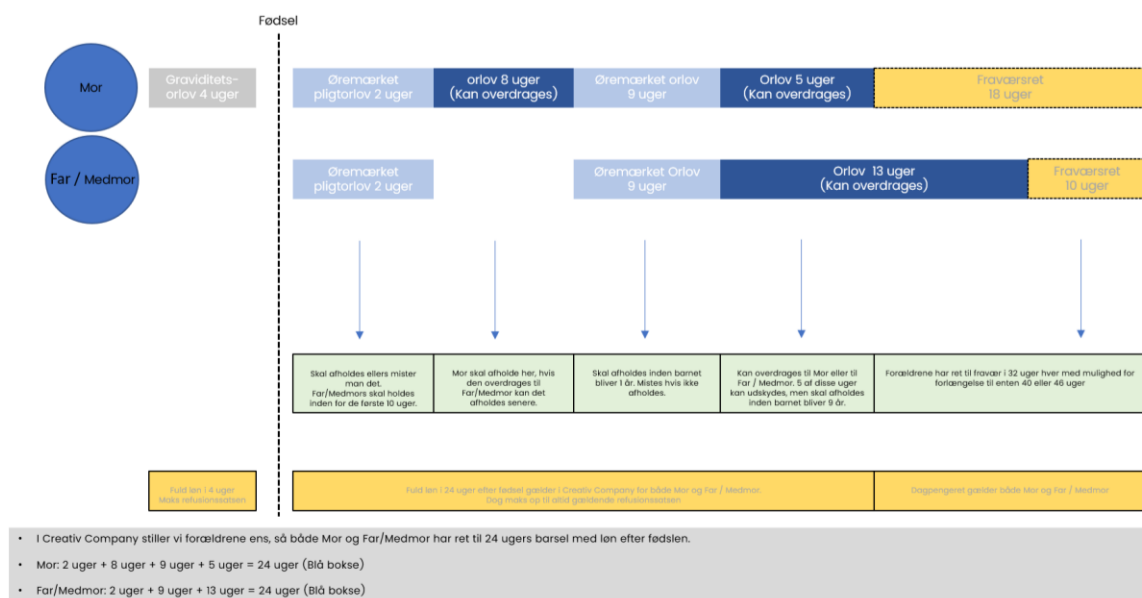 Fødsel
Mor
Graviditets-
orlov 4 uger
Øremærket
pligtorlov 2 uger
orlov 8 uger
(Kan overdrages)
Øremærket orlov
9 uger
Orlov 5 uger
(Kan overdrages)
Fraværsret
18 uger
Far / Medmor
Øremærket
pligtorlov 2 uger
Øremærket Orlov
9 uger
Orlov 13 uger
(Kan overdrages)
Fraværsret
10 uger
Skal afholdes ellers mister
man det.
Far/Medmors skal holdes
inden for de første 10 uger.
Mor skal afholde her, hvis
den overdrages til
Far/Medmor kan det
afholdes senere.
Skal afholdes inden barnet
bliver 1 år. Mistes hvis ikke
afholdes.
Kan overdrages til Mor eller til
Far / Medmor. 5 af disse uger
kan udskydes, men skal afholdes
inden barnet bliver 9 år.
Forældrene har ret til fravær i 32 uger hver med mulighed for
forlængelse til enten 40 eller 46 uger
Fuld løn i 4 uger
Maks refusionssatsen
Fuld løn i 24 uger efter fødsel gælder i Creativ Company for både Mor og Far / Medmor.
Dog maks op til altid gældende refusionssatsen
Dagpengeret gælder både Mor og Far / Medmor
• I Creativ Company stiller vi forældrene ens, så både Mor og Far/Medmor har ret til 24 ugers barsel med løn efter fødslen.
• Mor: 2 uger + 8 uger + 9 uger + 5 uger = 24 uger (Blå bokse)
• Far/Medmor: 2 uger + 9 uger + 13 uger = 24 uger (Blå bokse)